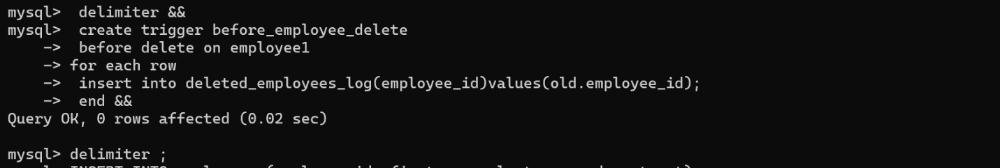 mysql>  delimiter &&
mysql>  create trigger before_employee_delete
    ->  before delete on employee1
    -> for each row
    ->  insert into deleted_employees_log(employee_id)values(old.employee_id);
    ->  end &&
Query OK, 0 rows affected (0.02 sec)

mysql> delimiter ;